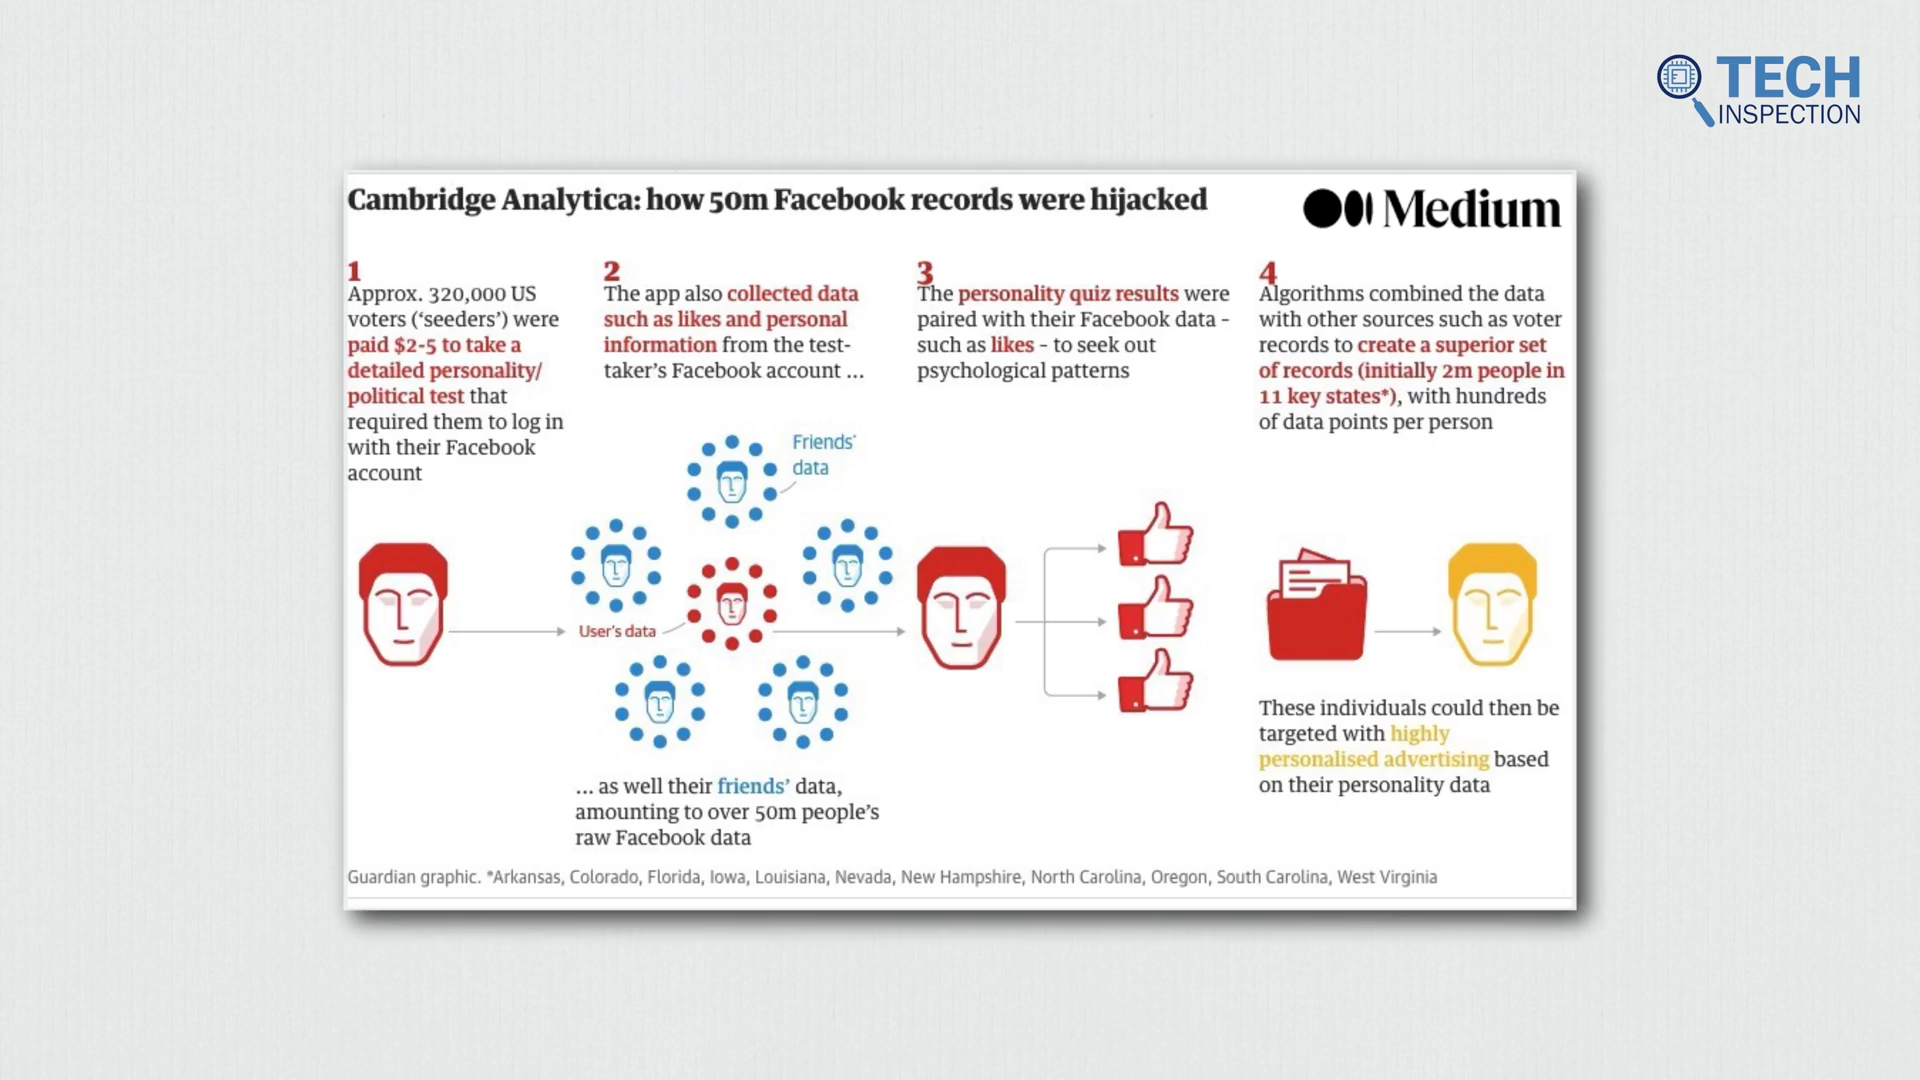 TECH
INSPECTION
Cambridge Analytica: how 50m Facebook records were hijacked
Medium
1
Approx. 320,000 US
voters (‘seeders’) were
paid $2-5 to take a
detailed personality/
political test that
required them to log in
with their Facebook
account
2
The app also collected data
such as likes and personal
information from the test-
taker’s Facebook account ...
Friends’
data
User’s data
... as well their friends’ data,
amounting to over 50m people’s
raw Facebook data
3
The personality quiz results were
paired with their Facebook data –
such as likes – to seek out
psychological patterns
4
Algorithms combined the data
with other sources such as voter
records to create a superior set
of records (initially 2m people in
11 key states*), with hundreds
of data points per person
These individuals could then be
targeted with highly
personalised advertising based
on their personality data
Guardian graphic. *Arkansas, Colorado, Florida, Iowa, Louisiana, Nevada, New Hampshire, North Carolina, Oregon, South Carolina, West Virginia